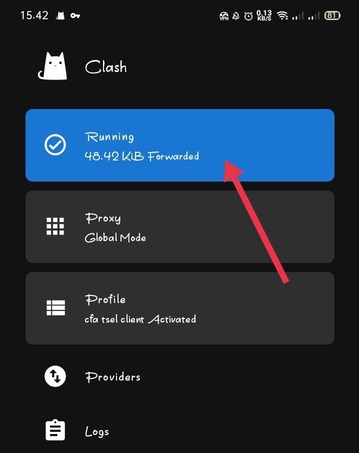 15.42
0.13
KB/S
81
Clash
Running
48.42 KiB Forwarded
Proxy
Global Mode
Profile
cfa tsel client Activated
Providers
Logs